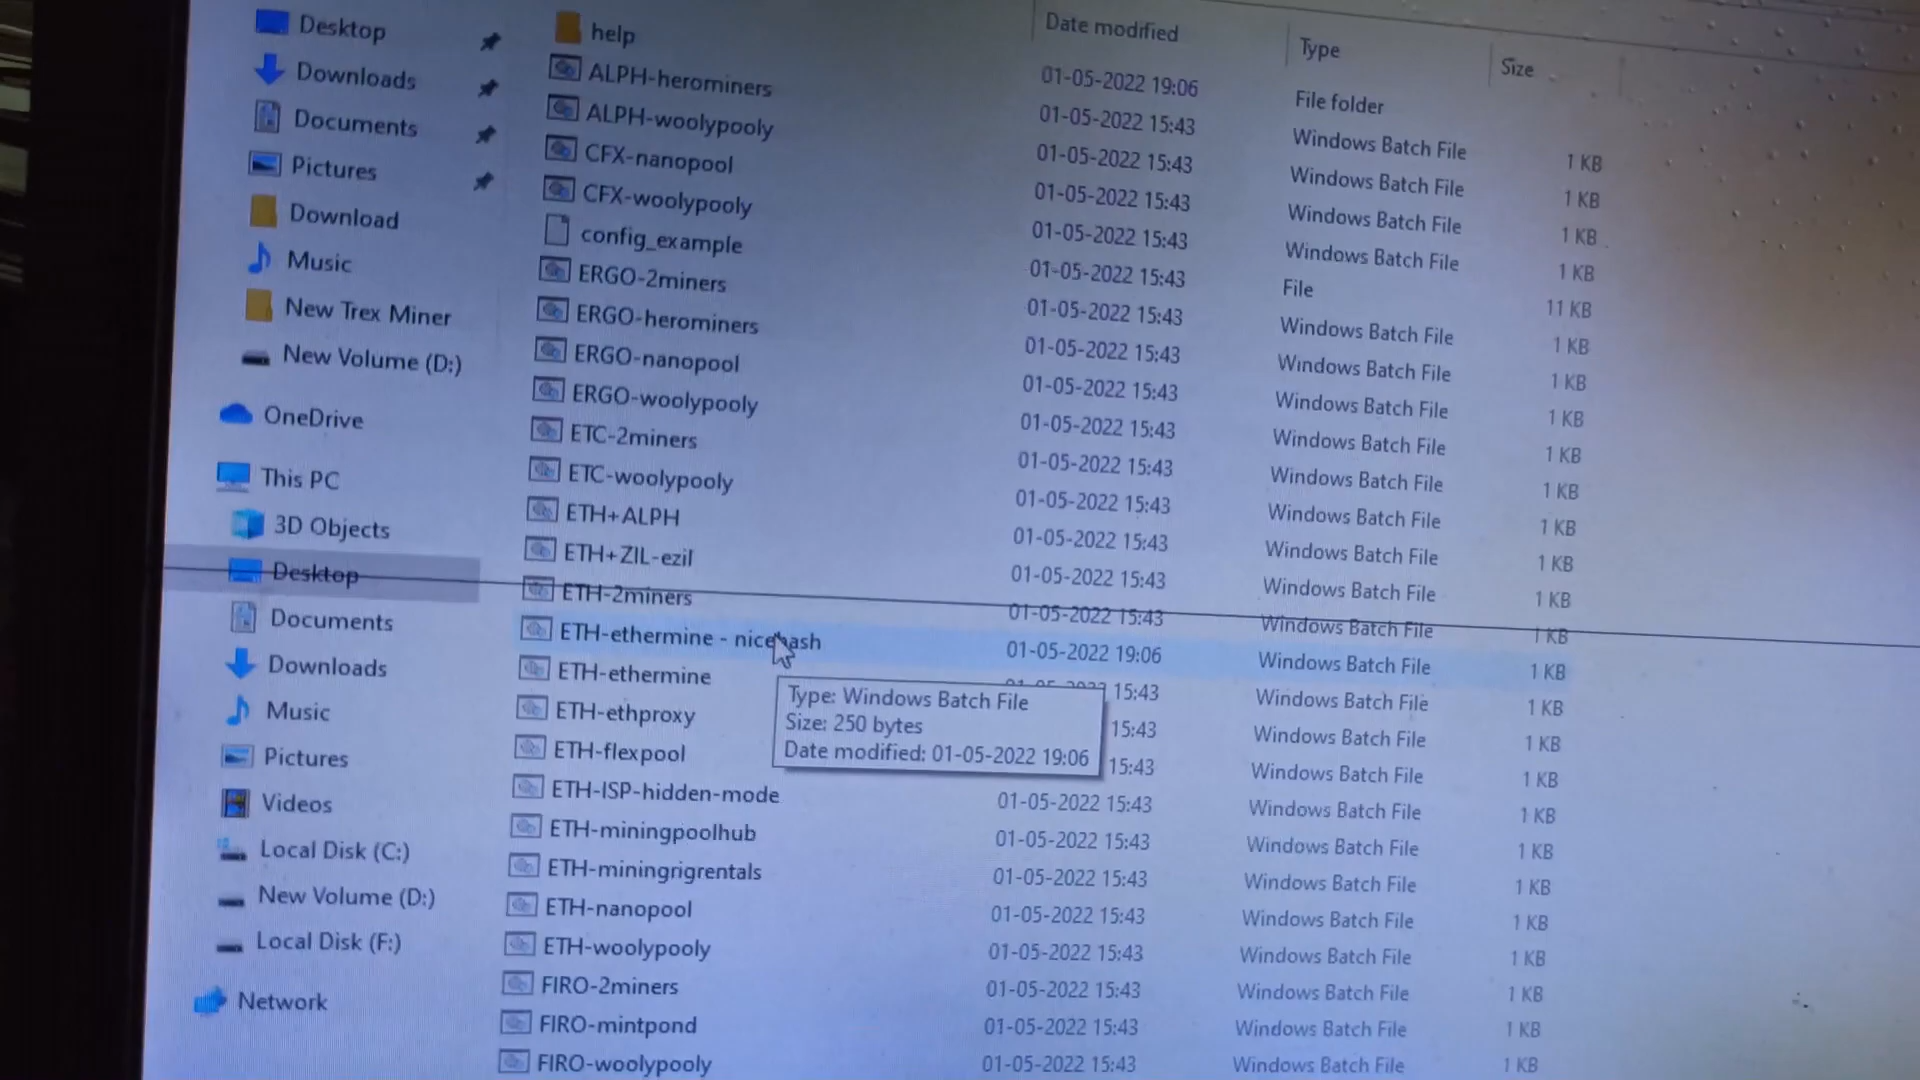 Date modified Type Size
Desktop
Downloads
Documents
Pictures
Download
Music
New Trex Miner
New Volume (D:)
OneDrive
This PC
3D Objects
Desktop
Documents
Downloads
Music
Pictures
Videos
Local Disk (C:)
New Volume (D:)
Local Disk (F:)
Network
help 01-05-2022 19:06 File folder
ALPH-herominers 01-05-2022 15:43 Windows Batch File 1 KB
ALPH-woolypooly 01-05-2022 15:43 Windows Batch File 1 KB
CFX-nanopool 01-05-2022 15:43 Windows Batch File 1 KB
CFX-woolypooly 01-05-2022 15:43 Windows Batch File 1 KB
config_example 01-05-2022 15:43 File 11 KB
ERGO-2miners 01-05-2022 15:43 Windows Batch File 1 KB
ERGO-herominers 01-05-2022 15:43 Windows Batch File 1 KB
ERGO-nanopool 01-05-2022 15:43 Windows Batch File 1 KB
ERGO-woolypooly 01-05-2022 15:43 Windows Batch File 1 KB
ETC-2miners 01-05-2022 15:43 Windows Batch File 1 KB
ETC-woolypooly 01-05-2022 15:43 Windows Batch File 1 KB
ETH+ALPH 01-05-2022 15:43 Windows Batch File 1 KB
ETH+ZIL-ezil 01-05-2022 15:43 Windows Batch File 1 KB
ETH-2miners 01-05-2022 15:43 Windows Batch File 1 KB
ETH-ethermine - nicehash 01-05-2022 19:06 Windows Batch File 1 KB
ETH-ethermine 01-05-2022 15:43 Windows Batch File 1 KB
ETH-ethproxy 15:43 Windows Batch File 1 KB
ETH-flexpool 15:43 Windows Batch File 1 KB
Type: Windows Batch File
Size: 250 bytes
Date modified: 01-05-2022 19:06
ETH-ISP-hidden-mode 01-05-2022 15:43 Windows Batch File 1 KB
ETH-miningpoolhub 01-05-2022 15:43 Windows Batch File 1 KB
ETH-miningrigrentals 01-05-2022 15:43 Windows Batch File 1 KB
ETH-nanopool 01-05-2022 15:43 Windows Batch File 1 KB
ETH-woolypooly 01-05-2022 15:43 Windows Batch File 1 KB
FIRO-2miners 01-05-2022 15:43 Windows Batch File 1 KB
FIRO-mintpond 01-05-2022 15:43 Windows Batch File 1 KB
FIRO-woolypooly 01-05-2022 15:43 Windows Batch File 1 KB